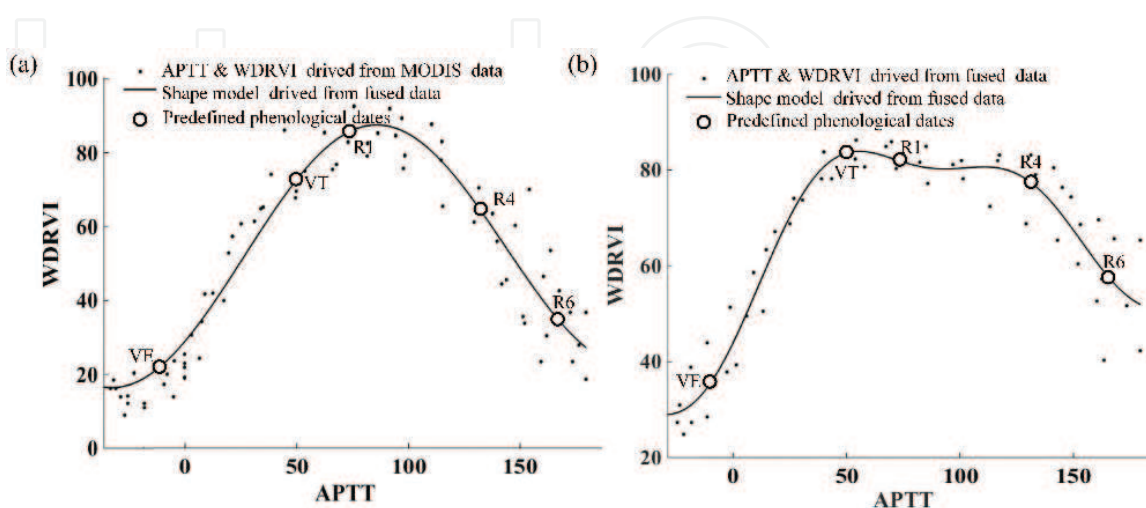 (a)
APTT & WDRVI drived from MODIS data
Shape model drived from fused data
Predefined phenological dates
100
80
60
40
20
0
WDRVI
VE
VT
R1
R4
R6
0 50 100 150
APTT
(b)
APTT & WDRVI drived from fused data
Shape model drived from fused data
Predefined phenological dates
100
80
60
40
20
WDRVI
VE
VT
R1
R4
R6
0 50 100 150
APTT